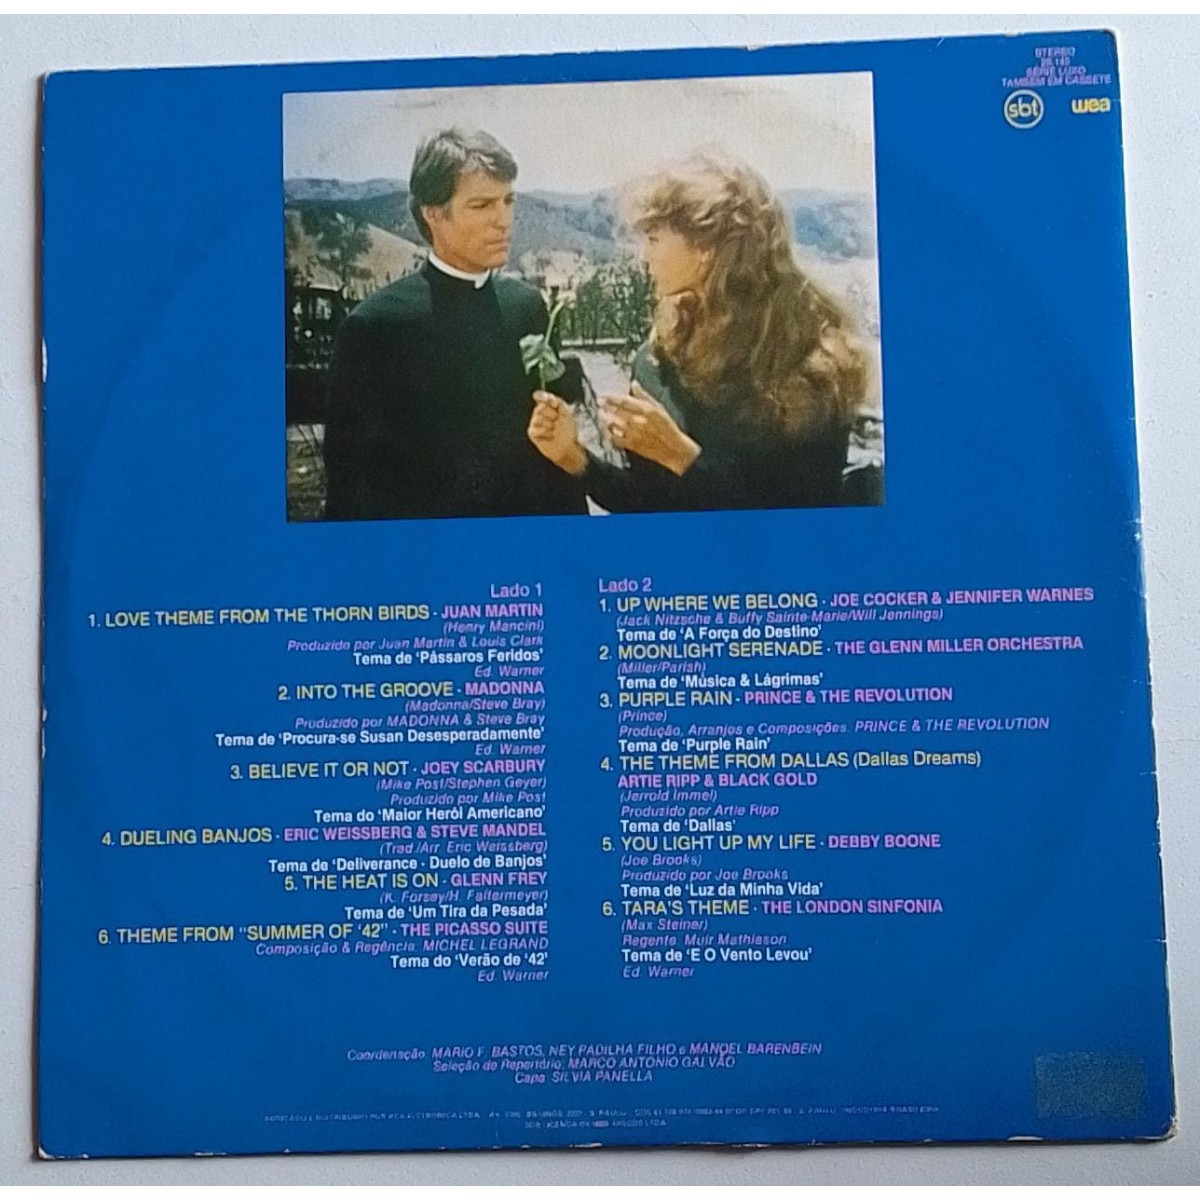 STEREO
SÉRIE LUXO
TAMBÉM EM CASSETE
sbt
wea
Lado 1
1. LOVE THEME FROM THE THORN BIRDS - JUAN MARTIN
(Henry Mancini)
Produzido por Juan Martin & Louis Clark
Tema de 'Pássaros Feridos'
Ed. Warner
2. INTO THE GROOVE - MADONNA
(Madonna/Steve Bray)
Produzido por MADONNA & Steve Bray
Tema de 'Procura-se Susan Desesperadamente'
Ed. Warner
3. BELIEVE IT OR NOT - JOEY SCARBURY
(Mike Post/Stephen Geyer)
Produzido por Mike Post
Tema do 'Maior Herói Americano'
4. DUELING BANJOS - ERIC WEISSBERG & STEVE MANDEL
(Trad./Arr. Eric Weissberg)
Tema de 'Deliverance - Duelo de Banjos'
5. THE HEAT IS ON - GLENN FREY
(K. Forsey/H. Faltermeyer)
Tema de 'Um Tira da Pesada'
6. THEME FROM "SUMMER OF '42" - THE PICASSO SUITE
Composição & Regência: MICHEL LEGRAND
Tema do 'Verão de '42'
Ed. Warner
Lado 2
1. UP WHERE WE BELONG - JOE COCKER & JENNIFER WARNES
(Jack Nitzsche & Buffy Sainte-Marie/Will Jennings)
Tema de 'A Força do Destino'
2. MOONLIGHT SERENADE - THE GLENN MILLER ORCHESTRA
(Miller/Parish)
Tema de 'Música & Lágrimas'
3. PURPLE RAIN - PRINCE & THE REVOLUTION
(Prince)
Produção, Arranjos e Composições: PRINCE & THE REVOLUTION
Tema de 'Purple Rain'
4. THE THEME FROM DALLAS (Dallas Dreams)
ARTIE RIPP & BLACK GOLD
(Jerrold Immel)
Produzido por Artie Ripp
Tema de 'Dallas'
5. YOU LIGHT UP MY LIFE - DEBBY BOONE
(Joe Brooks)
Produzido por Joe Brooks
Tema de 'Luz da Minha Vida'
6. TARA'S THEME - THE LONDON SINFONIA
(Max Steiner)
Regente: Muir Mathieson
Tema de 'E O Vento Levou'
Ed. Warner
Coordenação: MARIO F. BASTOS, NEY PADILHA FILHO e MANOEL BARENBEIN
Seleção de Repertório: MARCO ANTONIO GALVÃO
Capa: SILVIA PANELLA